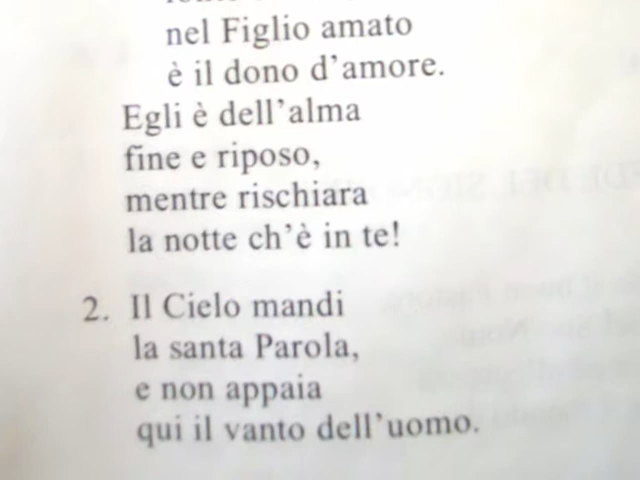 nel Figlio amato
è il dono d'amore.
Egli è dell'alma
fine e riposo,
mentre rischiara
la notte ch'è in te!
2. Il Cielo mandi
la santa Parola,
e non appaia
qui il vanto dell'uomo.